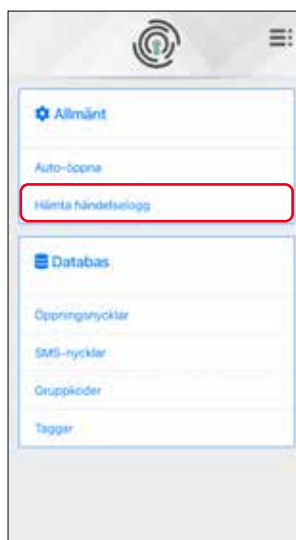 Allmänt
Auto-öppna
Hämta händelselogg
Databas
Öppningsnycklar
SMS-nycklar
Gruppkoder
Taggar